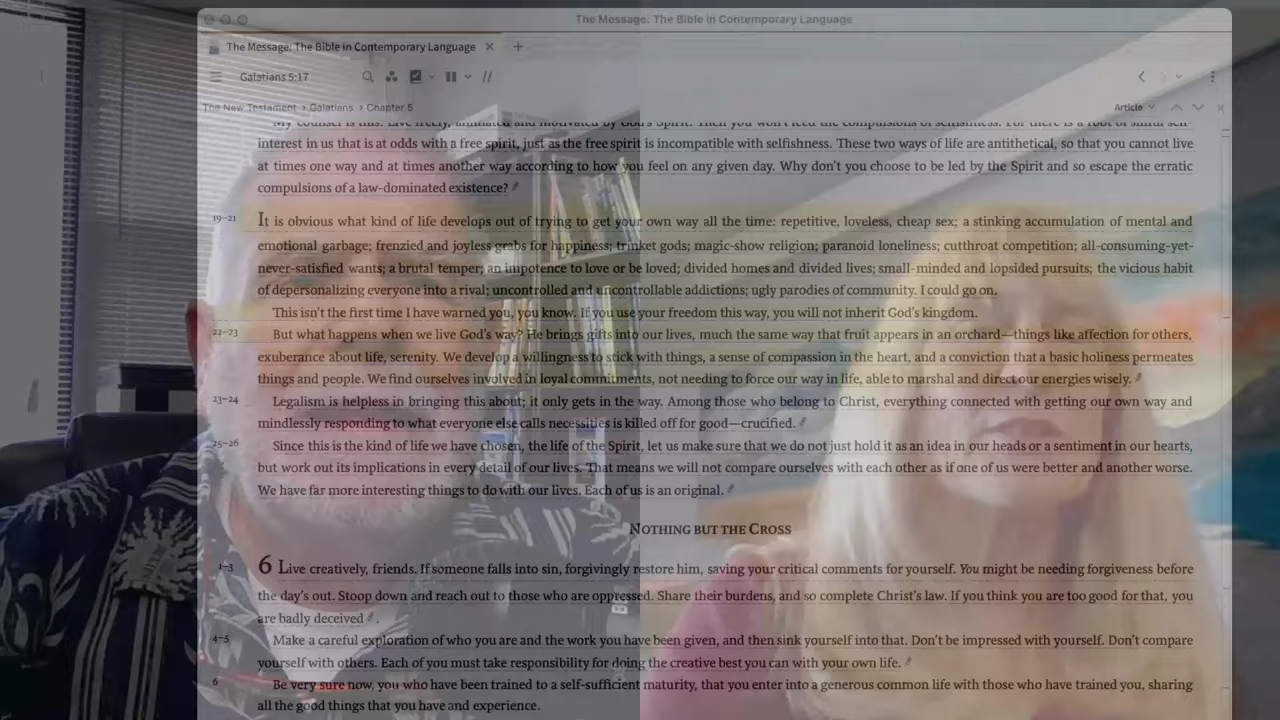 The Message: The Bible in Contemporary Language
The Message: The Bible in Contemporary Language
Galatians 5:17
The New Testament › Galatians › Chapter 5
Article
My counsel is this: Live freely, animated and motivated by God's Spirit. Then you won't feed the compulsions of selfishness. For there is a root of sinful self-
interest in us that is at odds with a free spirit, just as the free spirit is incompatible with selfishness. These two ways of life are antithetical, so that you cannot live
at times one way and at times another way according to how you feel on any given day. Why don't you choose to be led by the Spirit and so escape the erratic
compulsions of a law-dominated existence?
19–21 It is obvious what kind of life develops out of trying to get your own way all the time: repetitive, loveless, cheap sex; a stinking accumulation of mental and
emotional garbage; frenzied and joyless grabs for happiness; trinket gods; magic-show religion; paranoid loneliness; cutthroat competition; all-consuming-yet-
never-satisfied wants; a brutal temper; an impotence to love or be loved; divided homes and divided lives; small-minded and lopsided pursuits; the vicious habit
of depersonalizing everyone into a rival; uncontrolled and uncontrollable addictions; ugly parodies of community. I could go on.
This isn't the first time I have warned you, you know. If you use your freedom this way, you will not inherit God's kingdom.
22–23 But what happens when we live God's way? He brings gifts into our lives, much the same way that fruit appears in an orchard—things like affection for others,
exuberance about life, serenity. We develop a willingness to stick with things, a sense of compassion in the heart, and a conviction that a basic holiness permeates
things and people. We find ourselves involved in loyal commitments, not needing to force our way in life, able to marshal and direct our energies wisely.
23–24 Legalism is helpless in bringing this about; it only gets in the way. Among those who belong to Christ, everything connected with getting our own way and
mindlessly responding to what everyone else calls necessities is killed off for good—crucified.
25–26 Since this is the kind of life we have chosen, the life of the Spirit, let us make sure that we do not just hold it as an idea in our heads or a sentiment in our hearts,
but work out its implications in every detail of our lives. That means we will not compare ourselves with each other as if one of us were better and another worse.
We have far more interesting things to do with our lives. Each of us is an original.
NOTHING BUT THE CROSS
1–3 6 Live creatively, friends. If someone falls into sin, forgivingly restore him, saving your critical comments for yourself. You might be needing forgiveness before
the day's out. Stoop down and reach out to those who are oppressed. Share their burdens, and so complete Christ's law. If you think you are too good for that, you
are badly deceived.
4–5 Make a careful exploration of who you are and the work you have been given, and then sink yourself into that. Don't be impressed with yourself. Don't compare
yourself with others. Each of you must take responsibility for doing the creative best you can with your own life.
6 Be very sure now, you who have been trained to a self-sufficient maturity, that you enter into a generous common life with those who have trained you, sharing
all the good things that you have and experience.